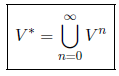 V* = ⋃_{n=0}^{∞} V^n